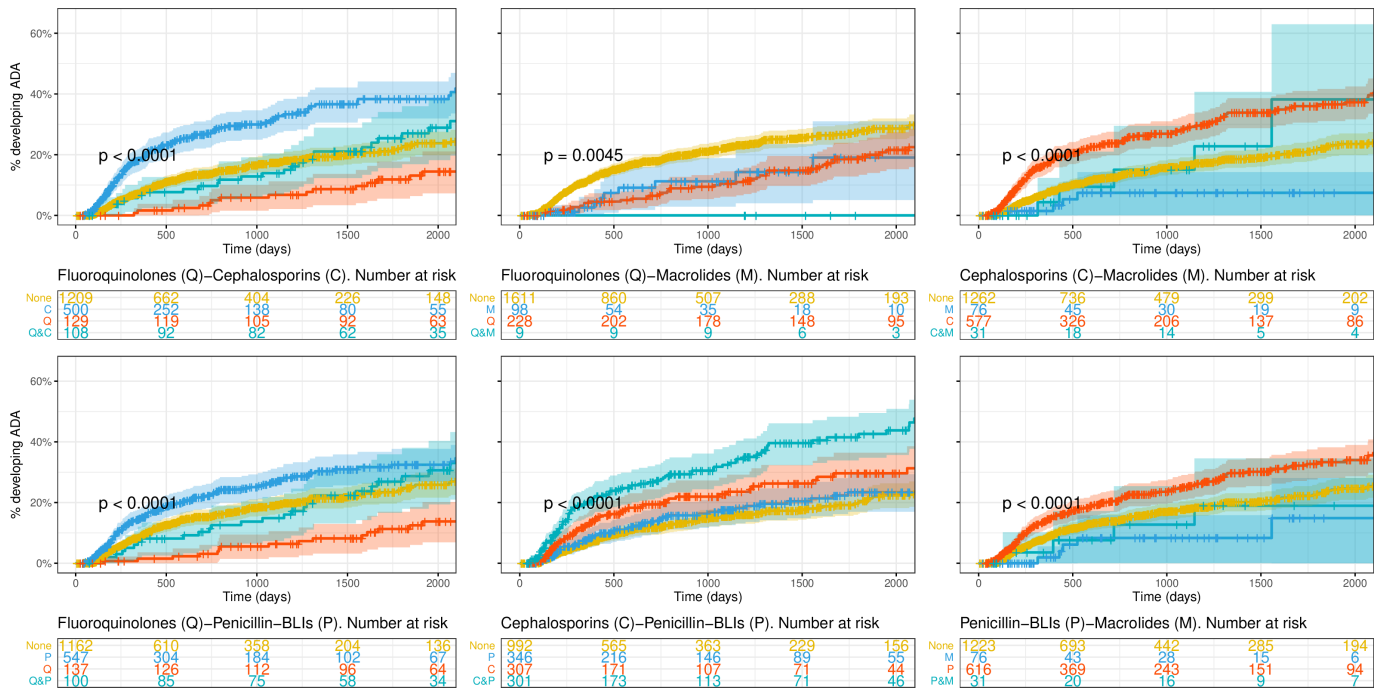 % developing ADA
60%
40%
20%
0%
p < 0.0001
0 500 1000 1500 2000
Time (days)
p = 0.0045
0 500 1000 1500 2000
Time (days)
p < 0.0001
0 500 1000 1500 2000
Time (days)
Fluoroquinolones (Q)−Cephalosporins (C). Number at risk
None 1209 662 404 226 148
C 500 252 138 80 55
Q 129 119 105 92 63
Q&C 108 92 82 62 35
Fluoroquinolones (Q)−Macrolides (M). Number at risk
None 1611 860 507 288 193
M 98 54 35 18 10
Q 228 202 178 148 95
Q&M 9 9 9 6 3
Cephalosporins (C)−Macrolides (M). Number at risk
None 1262 736 479 299 202
M 76 45 30 19 9
C 577 326 206 137 86
C&M 31 18 14 5 4
% developing ADA
60%
40%
20%
0%
p < 0.0001
0 500 1000 1500 2000
Time (days)
p < 0.0001
0 500 1000 1500 2000
Time (days)
p < 0.0001
0 500 1000 1500 2000
Time (days)
Fluoroquinolones (Q)−Penicillin−BLIs (P). Number at risk
None 1162 610 380 210 136
P 547 304 184 102 67
Q 137 126 112 96 64
Q&P 100 85 75 58 34
Cephalosporins (C)−Penicillin−BLIs (P). Number at risk
None 992 565 363 229 156
P 346 216 146 89 55
C 307 171 107 71 44
C&P 301 173 113 71 46
Penicillin−BLIs (P)−Macrolides (M). Number at risk
None 1223 693 442 285 194
M 76 43 28 15 6
P 616 369 243 151 94
P&M 31 20 16 9 7